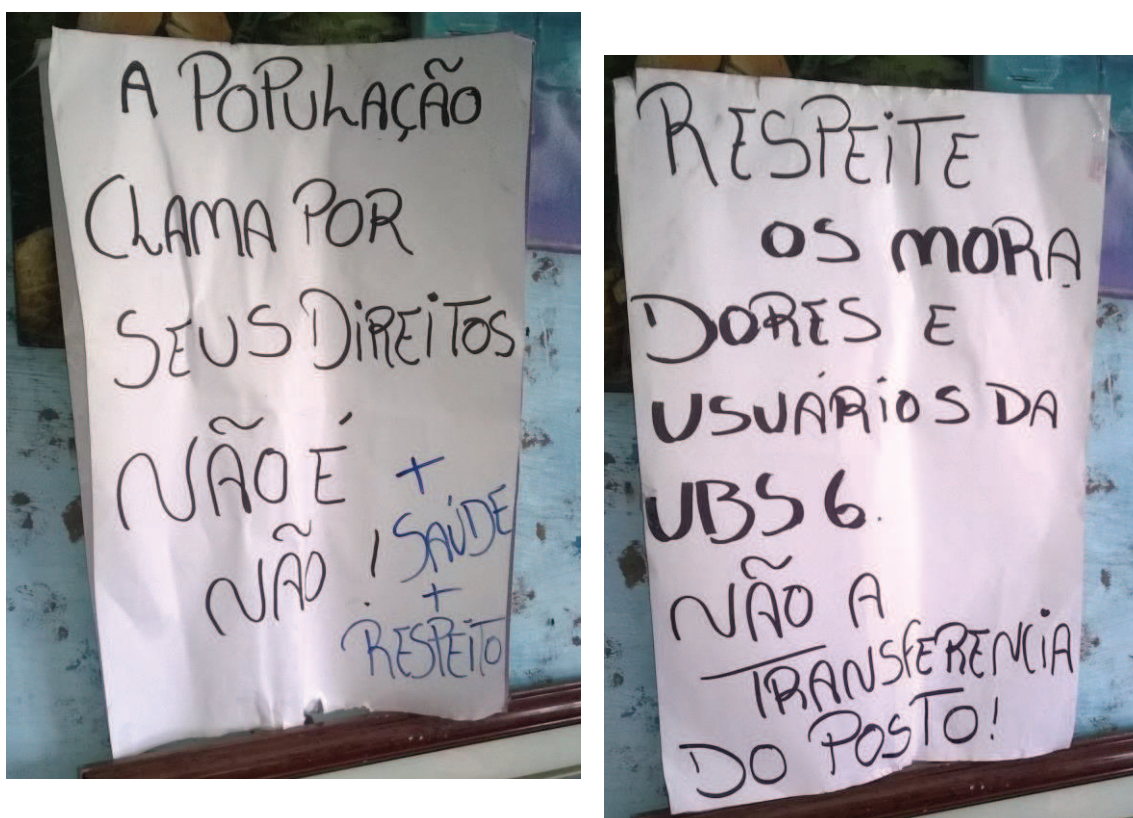 A POPULAÇÃO
CLAMA POR
SEUS DIREITOS
NÃO É
NÃO!
+
SAÚDE
+
RESPEITO
RESPEITE
OS MORA
DORES E
USUÁRIOS DA
UBS 6.
NÃO A
TRANSFERENCIA
DO POSTO!